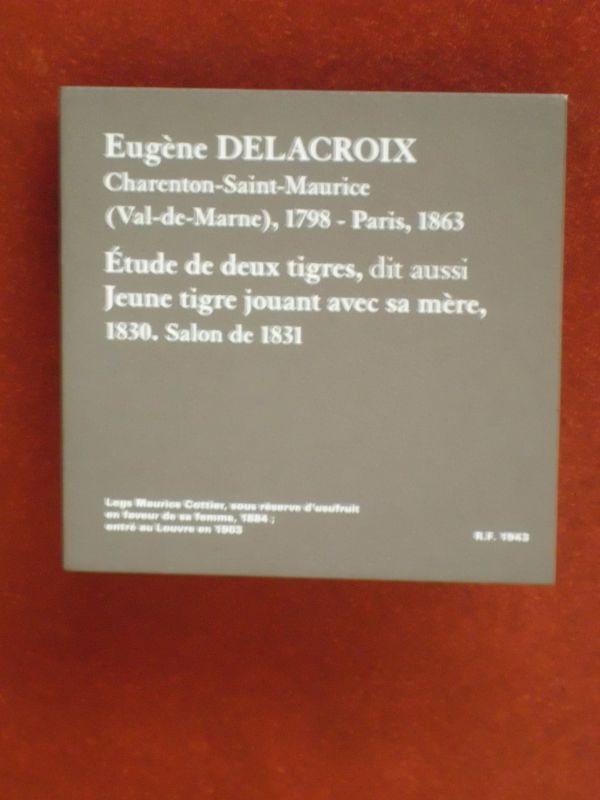 Eugène DELACROIX
Charenton-Saint-Maurice
(Val-de-Marne), 1798 - Paris, 1863
Étude de deux tigres, dit aussi
Jeune tigre jouant avec sa mère,
1830. Salon de 1831
Legs Maurice Cottier, sous réserve d'usufruit
en faveur de sa femme, 1884 ;
entré au Louvre en 1903
R.F. 1943